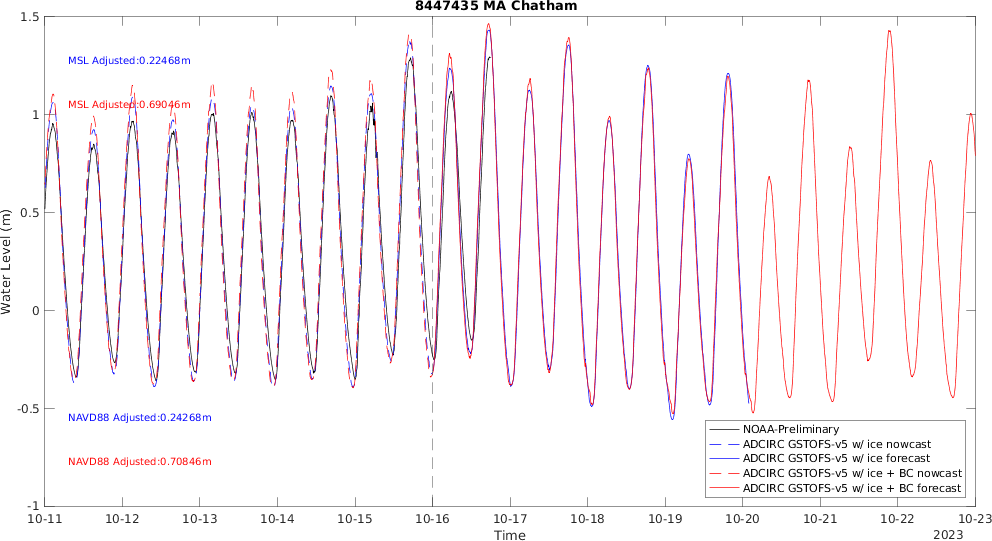 8447435 MA Chatham
1.5
1
0.5
0
-0.5
-1
Water Level (m)
MSL Adjusted:0.22468m
MSL Adjusted:0.69046m
NAVD88 Adjusted:0.24268m
NAVD88 Adjusted:0.70846m
NOAA-Preliminary
ADCIRC GSTOFS-v5 w/ ice nowcast
ADCIRC GSTOFS-v5 w/ ice forecast
ADCIRC GSTOFS-v5 w/ ice + BC nowcast
ADCIRC GSTOFS-v5 w/ ice + BC forecast
10-11 10-12 10-13 10-14 10-15 10-16 10-17 10-18 10-19 10-20 10-21 10-22 10-23
Time
2023